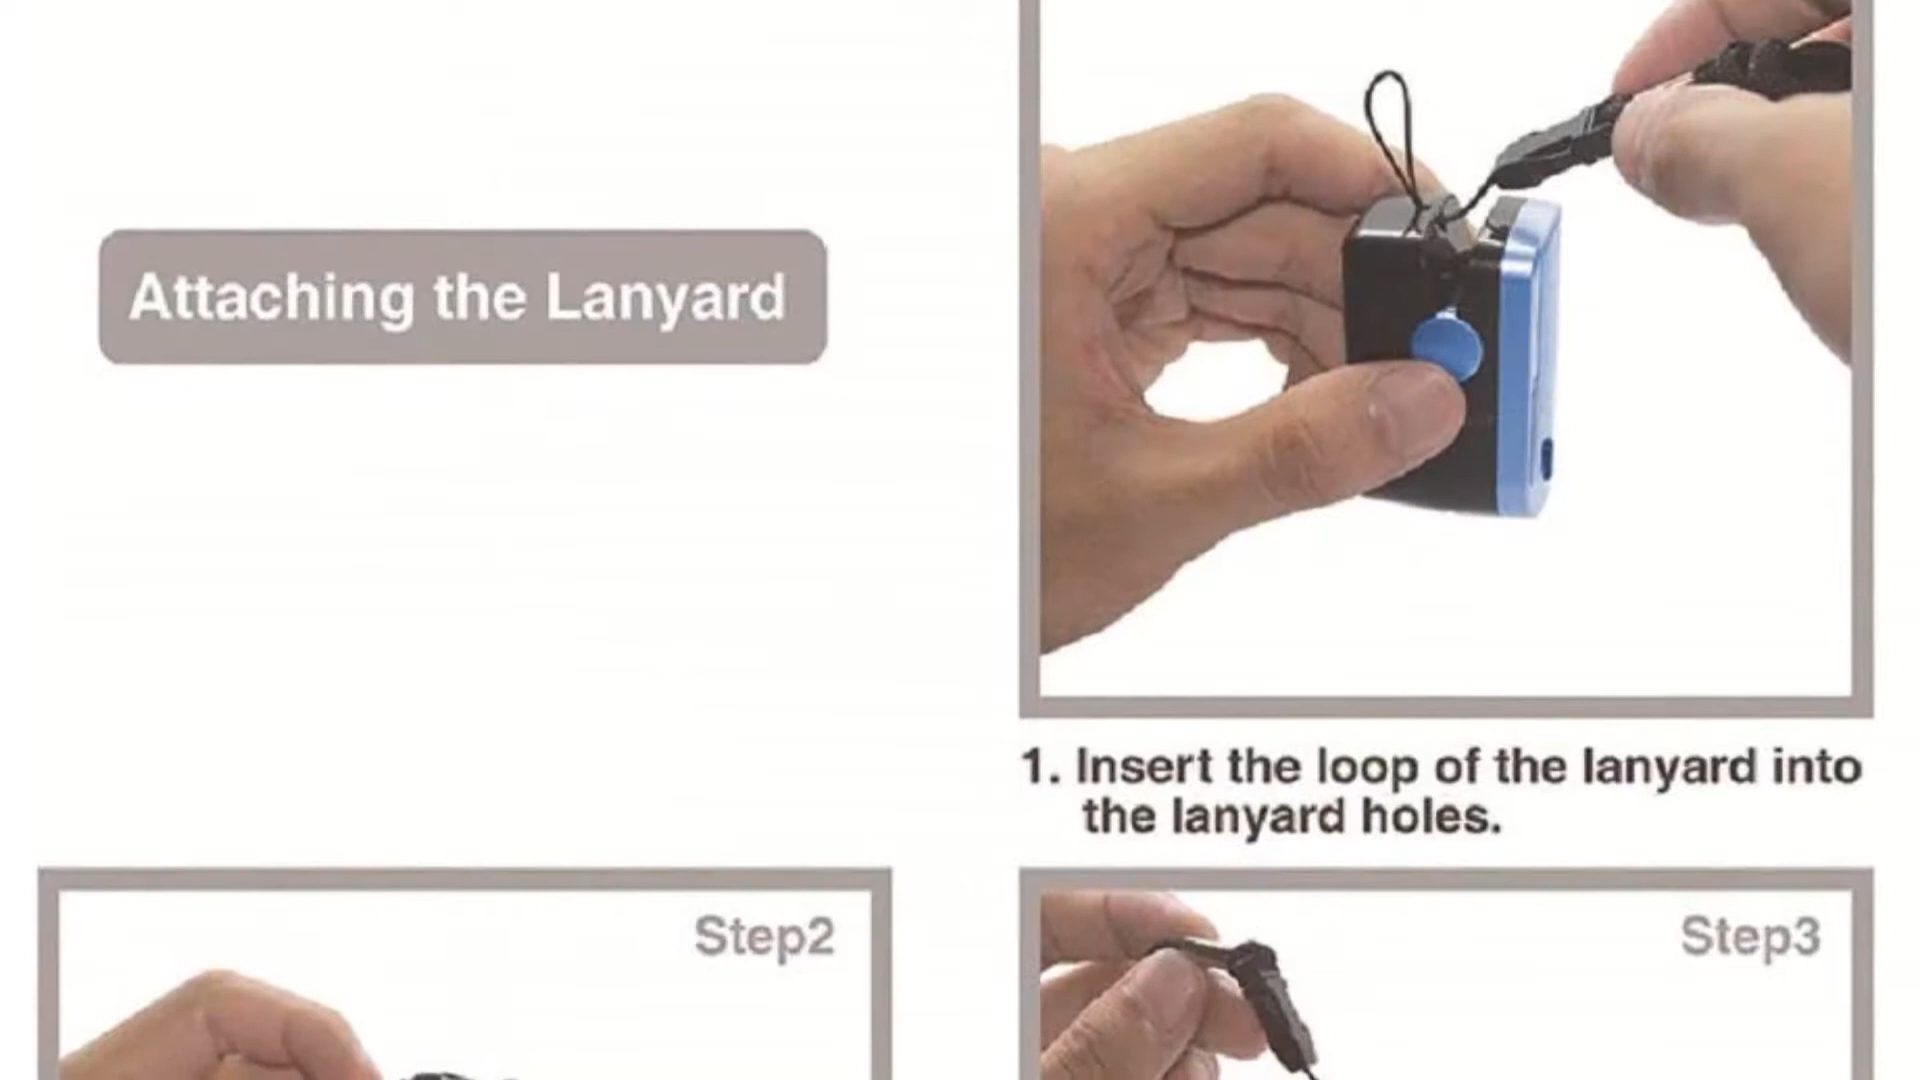 Attaching the Lanyard
1. Insert the loop of the lanyard into
the lanyard holes.
Step2
Step3